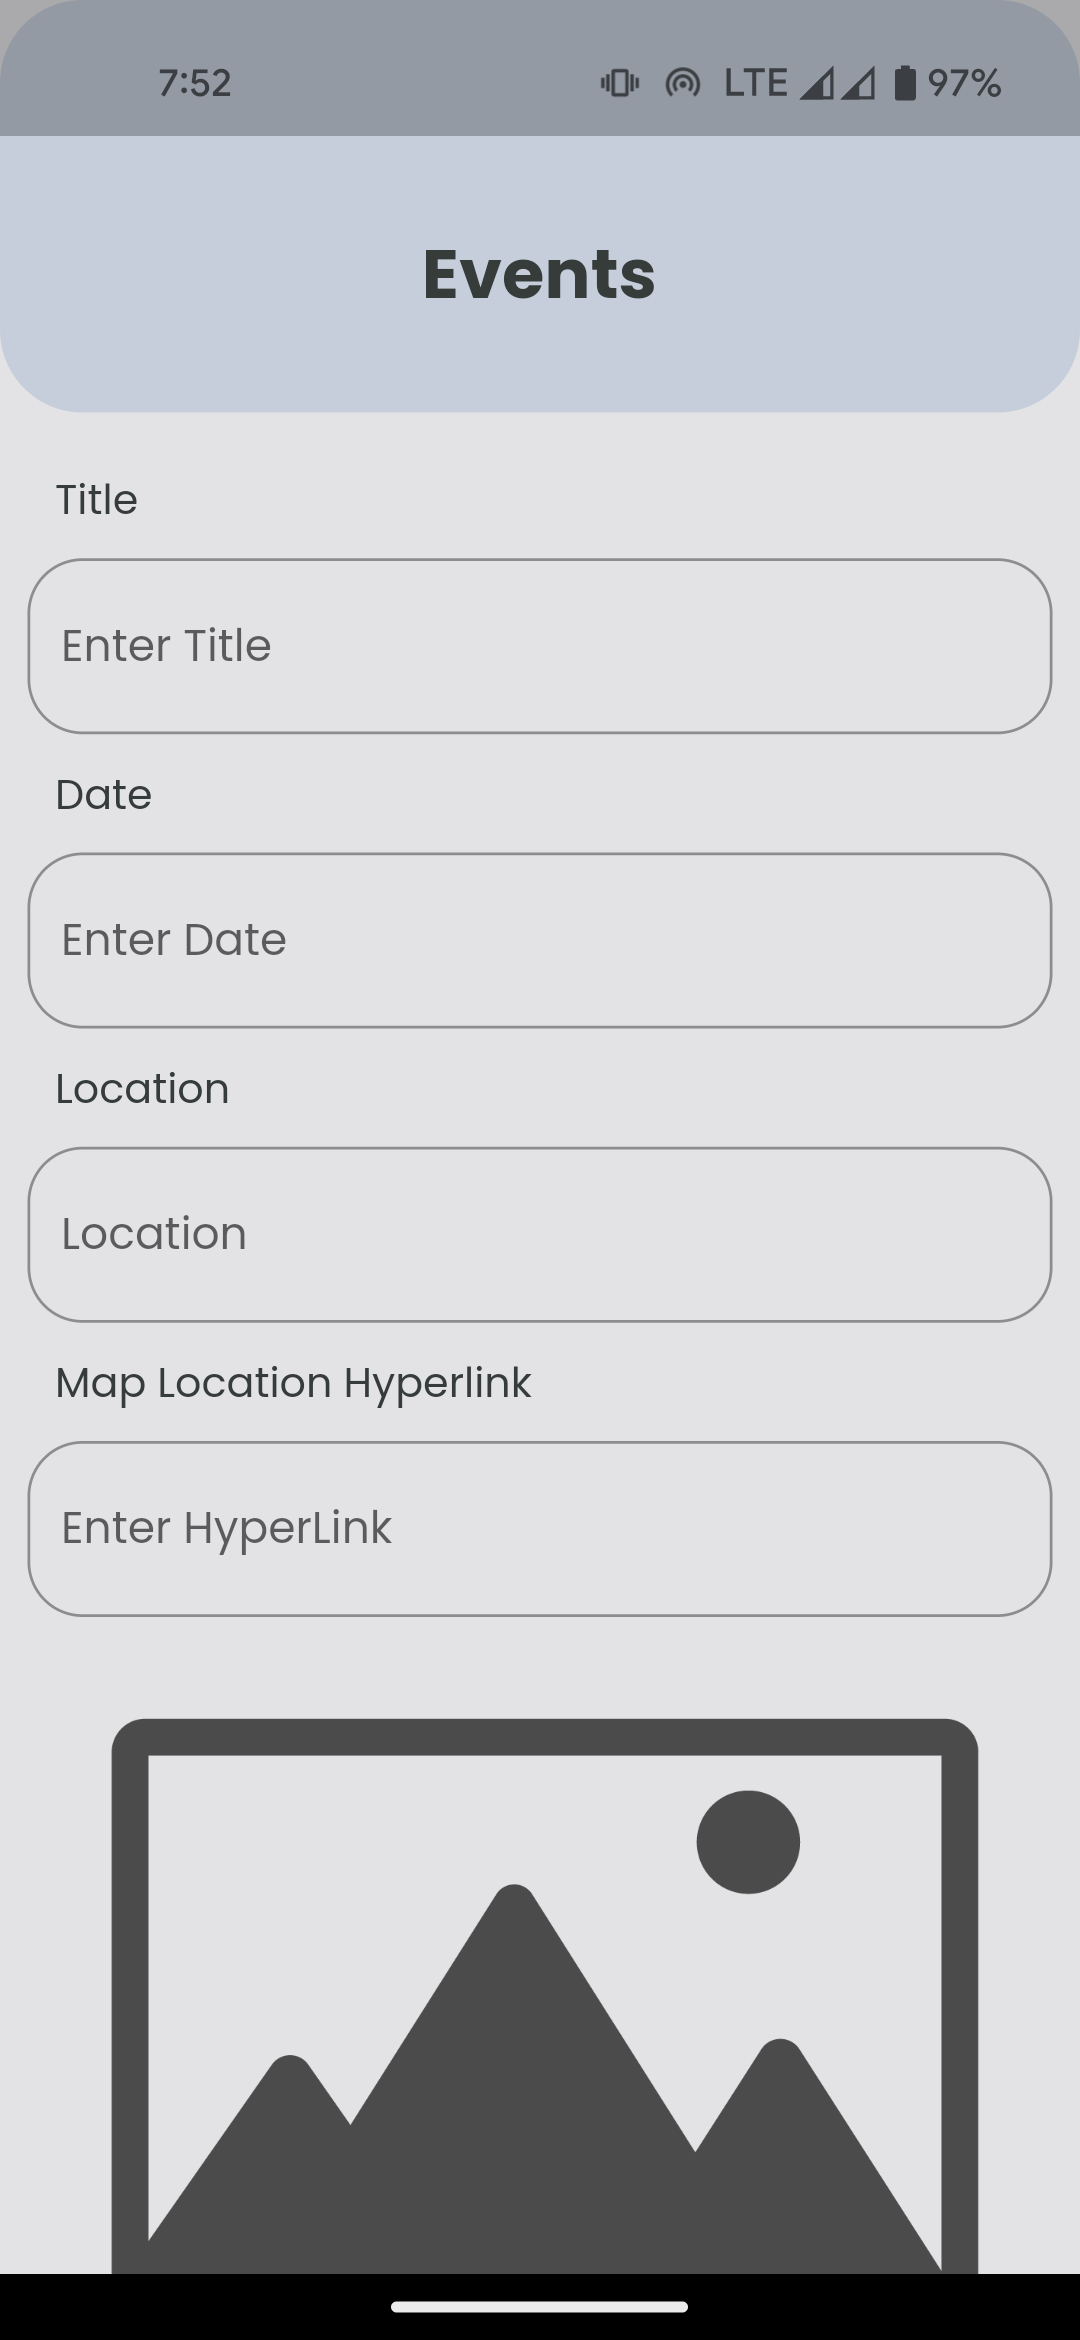 7:52 LTE 97%
Events
Title
Enter Title
Date
Enter Date
Location
Location
Map Location Hyperlink
Enter HyperLink